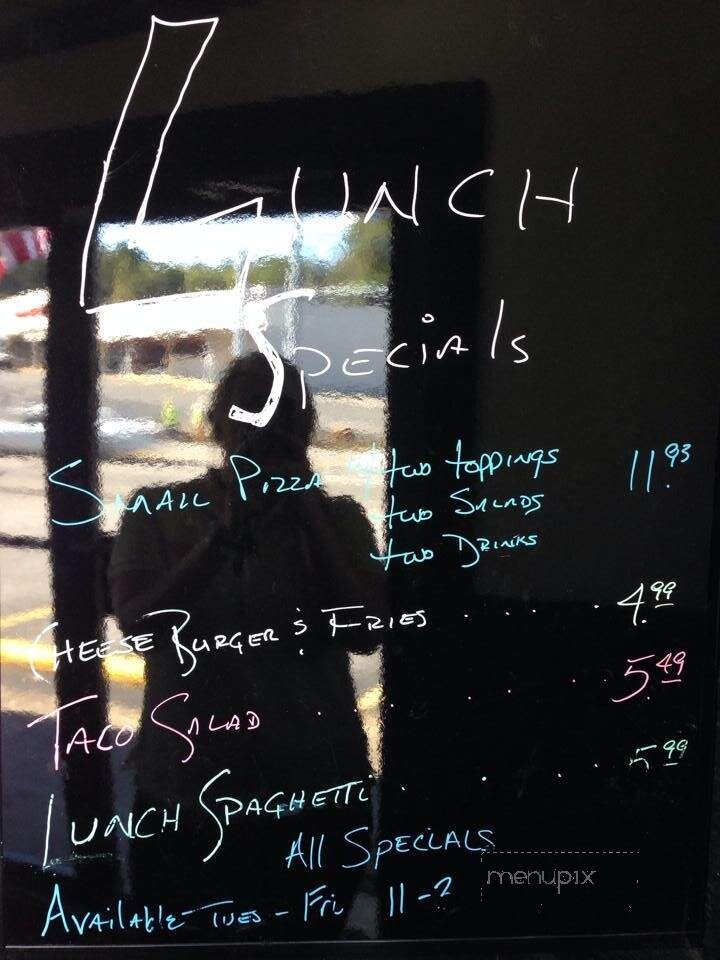 Lunch
Specials
Small Pizza w/ two toppings 11.93
two Salads
two Drinks
Cheese Burger & Fries . . . . 4.99
Taco Salad . . . . . . 5.49
Lunch Spaghetti . . . . 5.99
All Specials
Available Tues - Fri 11-2
menupix